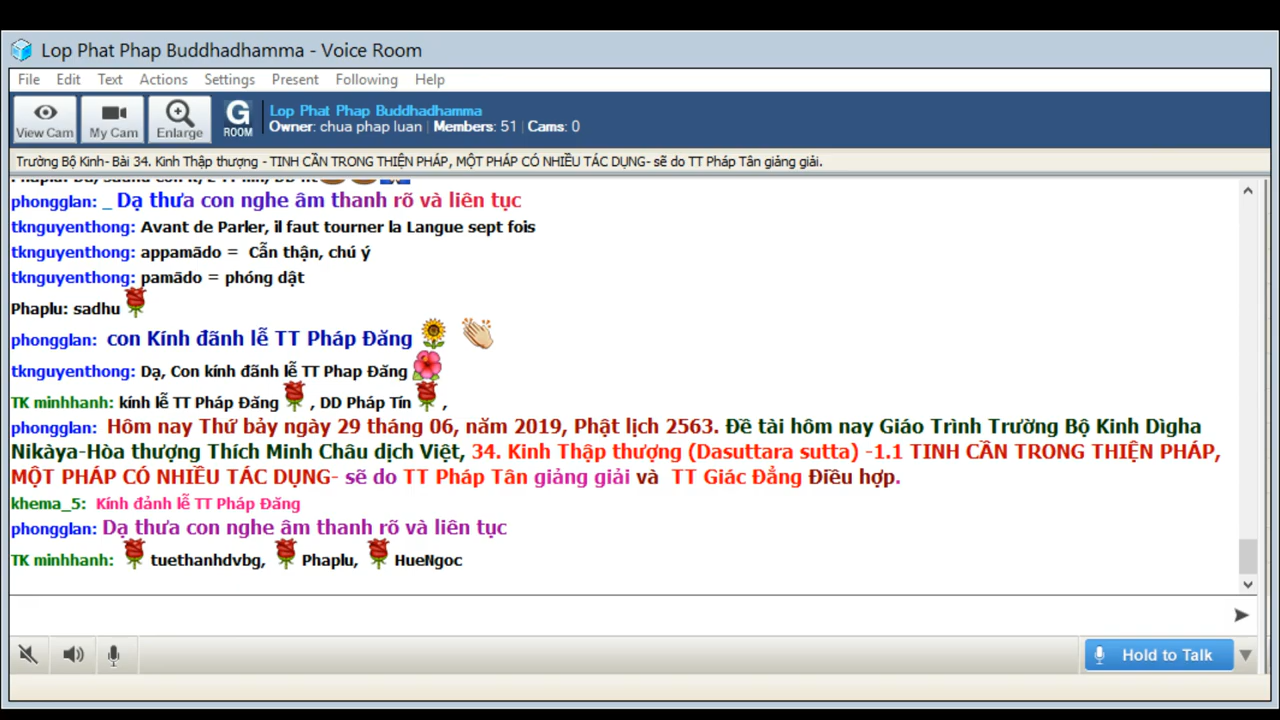 Lop Phat Phap Buddhadhamma - Voice Room
File Edit Text Actions Settings Present Following Help
View Cam My Cam Enlarge G ROOM
Lop Phat Phap Buddhadhamma
Owner: chua phap luan | Members: 51 | Cams: 0
Trường Bộ Kinh- Bài 34. Kinh Thập thượng - TINH CẦN TRONG THIỆN PHÁP, MỘT PHÁP CÓ NHIỀU TÁC DỤNG- sẽ do TT Pháp Tân giảng giải.
phongglan: _ Dạ thưa con nghe âm thanh rõ và liên tục
tknguyenthong: Avant de Parler, il faut tourner la Langue sept fois
tknguyenthong: appamādo = Cẩn thận, chú ý
tknguyenthong: pamādo = phóng dật
Phaplu: sadhu
phongglan: con Kính đãnh lễ TT Pháp Đăng
tknguyenthong: Dạ, Con kính đãnh lễ TT Phap Đăng
TK minhhanh: kính lễ TT Pháp Đăng , DD Pháp Tín ,
phongglan: Hôm nay Thứ bảy ngày 29 tháng 06, năm 2019, Phật lịch 2563. Đề tài hôm nay Giáo Trình Trường Bộ Kinh Dìgha
Nikàya-Hòa thượng Thích Minh Châu dịch Việt, 34. Kinh Thập thượng (Dasuttara sutta) -1.1 TINH CẦN TRONG THIỆN PHÁP,
MỘT PHÁP CÓ NHIỀU TÁC DỤNG- sẽ do TT Pháp Tân giảng giải và TT Giác Đẳng Điều hợp.
khema_5: Kính đảnh lễ TT Pháp Đăng
phongglan: Dạ thưa con nghe âm thanh rõ và liên tục
TK minhhanh: tuethanhdvbg, Phaplu, HueNgoc
Hold to Talk